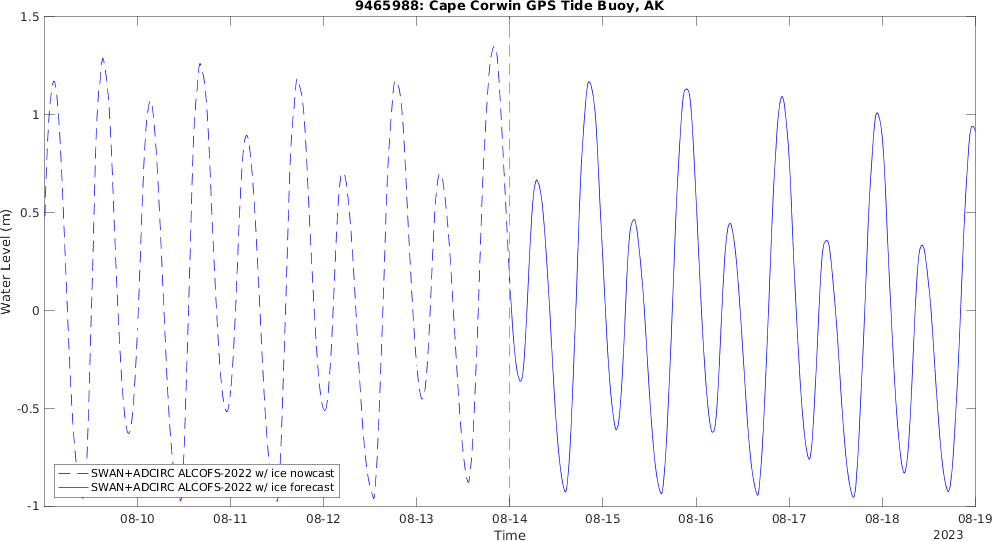 9465988: Cape Corwin GPS Tide Buoy, AK
Water Level (m)
1.5
1
0.5
0
-0.5
-1
SWAN+ADCIRC ALCOFS-2022 w/ ice nowcast
SWAN+ADCIRC ALCOFS-2022 w/ ice forecast
08-10 08-11 08-12 08-13 08-14 08-15 08-16 08-17 08-18 08-19
Time
2023